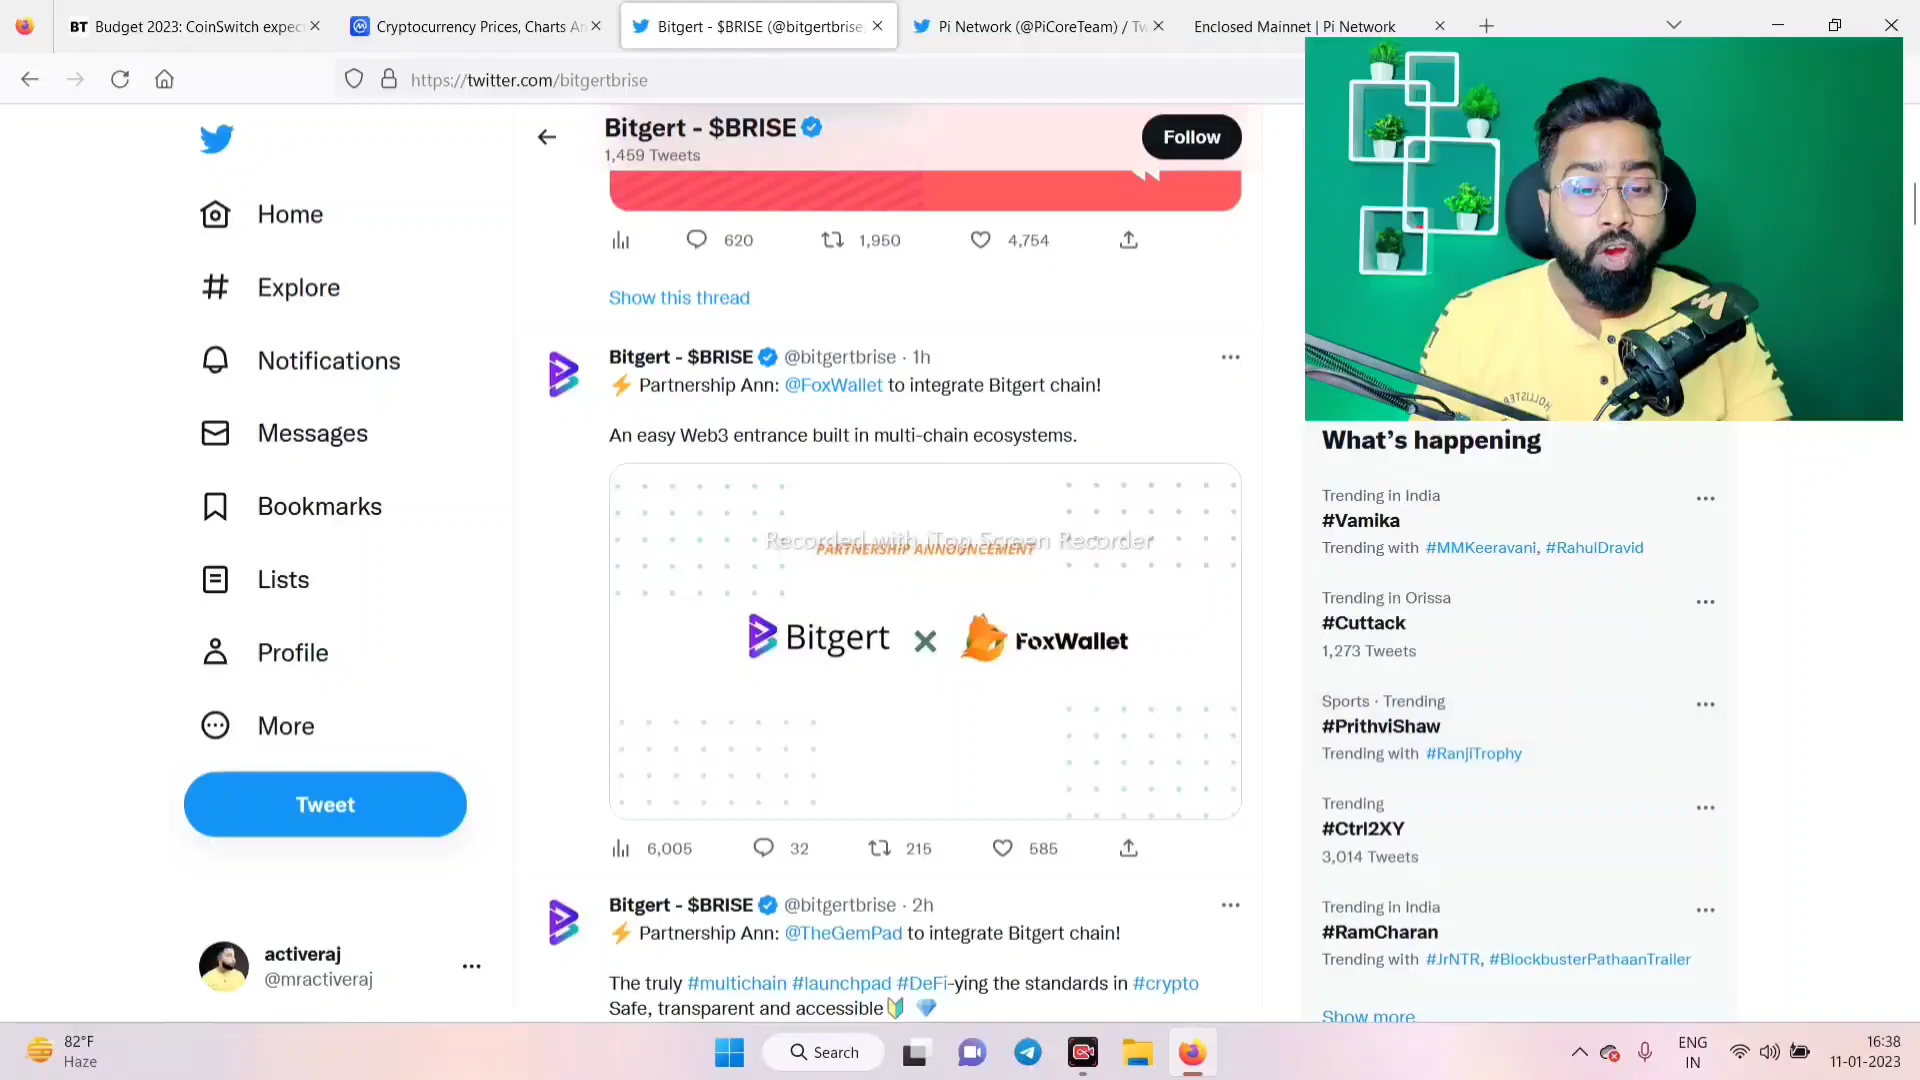 BT Budget 2023: CoinSwitch expec
Cryptocurrency Prices, Charts An
Bitgert - $BRISE (@bitgertbrise
Pi Network (@PiCoreTeam) / Tw
Enclosed Mainnet | Pi Network
https://twitter.com/bitgertbrise
Home
Explore
Notifications
Messages
Bookmarks
Lists
Profile
More
Tweet
activeraj
@mractiveraj
Bitgert - $BRISE
1,459 Tweets
Follow
620 1,950 4,754
Show this thread
Bitgert - $BRISE @bitgertbrise · 1h
⚡ Partnership Ann: @FoxWallet to integrate Bitgert chain!
An easy Web3 entrance built in multi-chain ecosystems.
Recorded with iTop Screen Recorder
PARTNERSHIP ANNOUNCEMENT
Bitgert × FoxWallet
6,005 32 215 585
Bitgert - $BRISE @bitgertbrise · 2h
⚡ Partnership Ann: @TheGemPad to integrate Bitgert chain!
The truly #multichain #launchpad #DeFi-ying the standards in #crypto
Safe, transparent and accessible🔰 💎
HOLLISTER
What's happening
Trending in India
#Vamika
Trending with #MMKeeravani, #RahulDravid
Trending in Orissa
#Cuttack
1,273 Tweets
Sports · Trending
#PrithviShaw
Trending with #RanjiTrophy
Trending
#Ctrl2XY
3,014 Tweets
Trending in India
#RamCharan
Trending with #JrNTR, #BlockbusterPathaanTrailer
Show more
82°F
Haze
Search
ENG
IN
16:38
11-01-2023